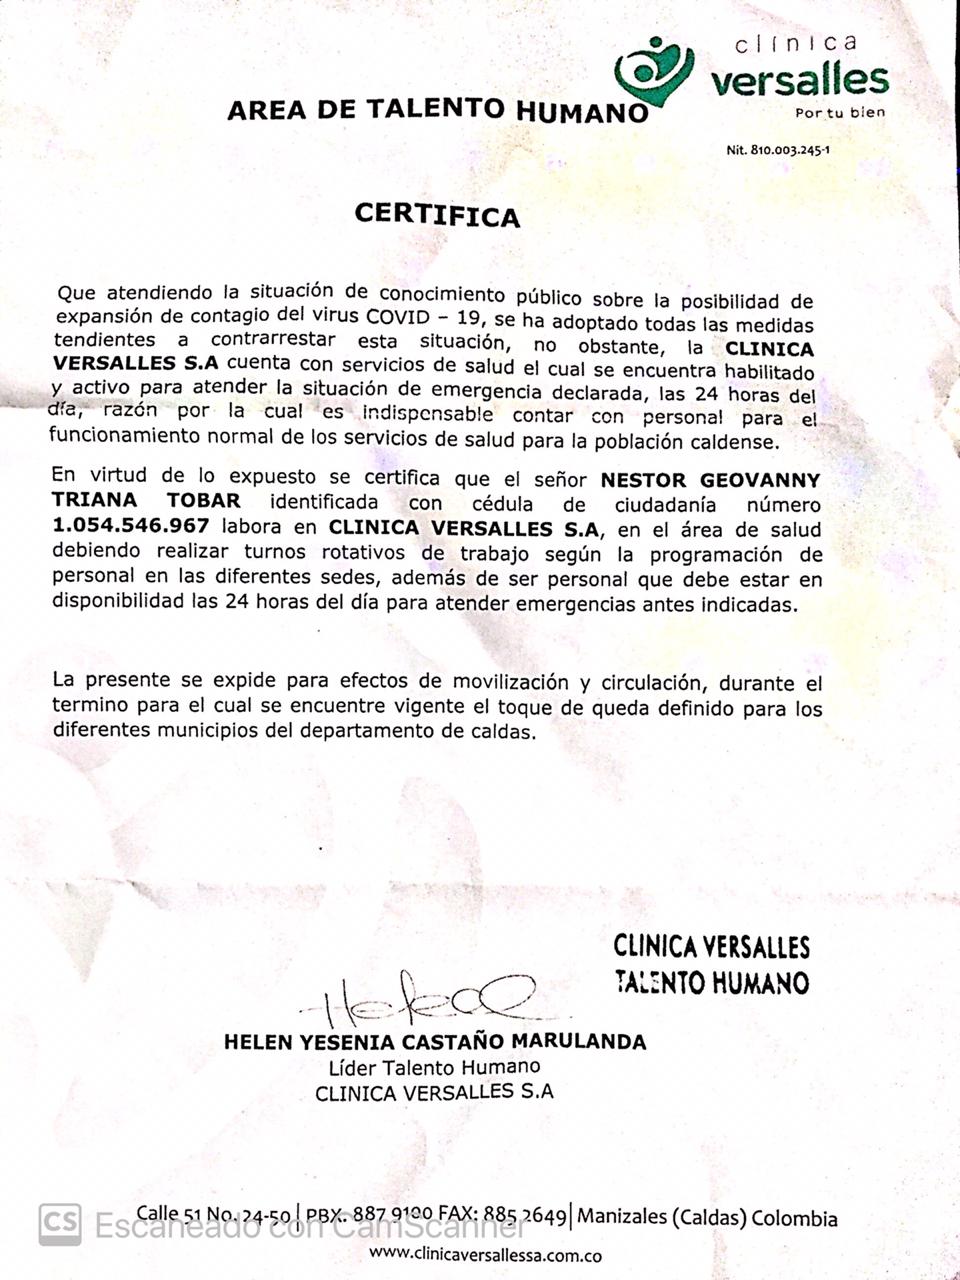 clínica
versalles
Por tu bien
AREA DE TALENTO HUMANO
Nit. 810.003.245-1
CERTIFICA
Que atendiendo la situación de conocimiento público sobre la posibilidad de
expansión de contagio del virus COVID – 19, se ha adoptado todas las medidas
tendientes a contrarrestar esta situación, no obstante, la CLINICA
VERSALLES S.A cuenta con servicios de salud el cual se encuentra habilitado
y activo para atender la situación de emergencia declarada, las 24 horas del
día, razón por la cual es indispensable contar con personal para el
funcionamiento normal de los servicios de salud para la población caldense.
En virtud de lo expuesto se certifica que el señor NESTOR GEOVANNY
TRIANA TOBAR identificada con cédula de ciudadanía número
1.054.546.967 labora en CLINICA VERSALLES S.A, en el área de salud
debiendo realizar turnos rotativos de trabajo según la programación de
personal en las diferentes sedes, además de ser personal que debe estar en
disponibilidad las 24 horas del día para atender emergencias antes indicadas.
La presente se expide para efectos de movilización y circulación, durante el
termino para el cual se encuentre vigente el toque de queda definido para los
diferentes municipios del departamento de caldas.
CLINICA VERSALLES
TALENTO HUMANO
HELEN YESENIA CASTAÑO MARULANDA
Líder Talento Humano
CLINICA VERSALLES S.A
Calle 51 No. 24-50 | PBX. 887 9100 FAX: 885 2649 | Manizales (Caldas) Colombia
CS Escaneado con CamScanner
www.clinicaversallessa.com.co